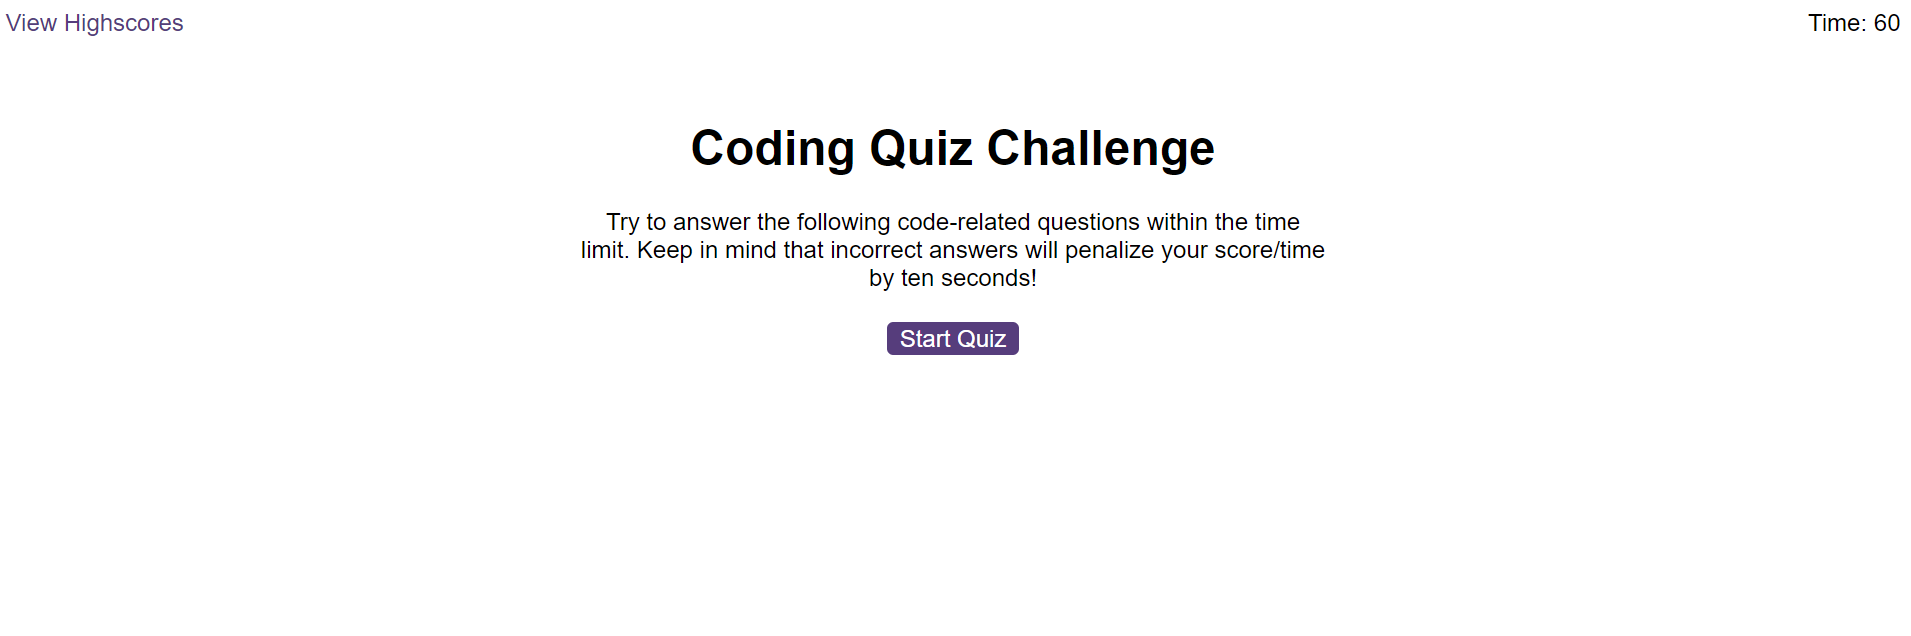 View Highscores
Time: 60
Coding Quiz Challenge
Try to answer the following code-related questions within the time
limit. Keep in mind that incorrect answers will penalize your score/time
by ten seconds!
Start Quiz